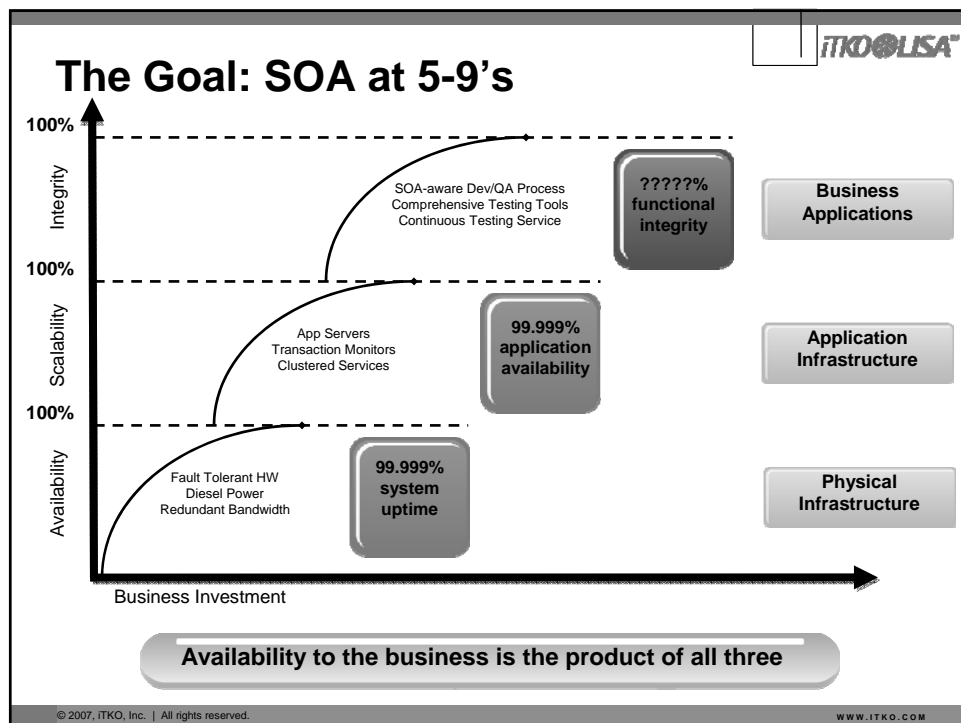 iTKO LISA™
The Goal: SOA at 5-9's
100%
Integrity
SOA-aware Dev/QA Process
Comprehensive Testing Tools
Continuous Testing Service
?????%
functional
integrity
Business
Applications
100%
Scalability
App Servers
Transaction Monitors
Clustered Services
99.999%
application
availability
Application
Infrastructure
100%
Availability
Fault Tolerant HW
Diesel Power
Redundant Bandwidth
99.999%
system
uptime
Physical
Infrastructure
Business Investment
Availability to the business is the product of all three
© 2007, iTKO, Inc. | All rights reserved.
WWW.ITKO.COM